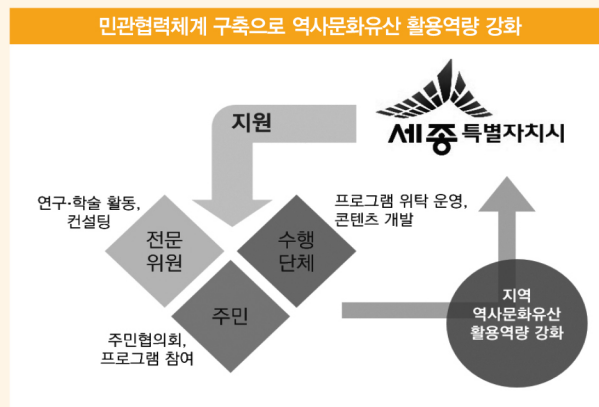 민관협력체계 구축으로 역사문화유산 활용역량 강화
세종특별자치시
지원
연구·학술 활동,
컨설팅
전문
위원
수행
단체
프로그램 위탁 운영,
콘텐츠 개발
주민
주민협의회,
프로그램 참여
지역
역사문화유산
활용역량 강화